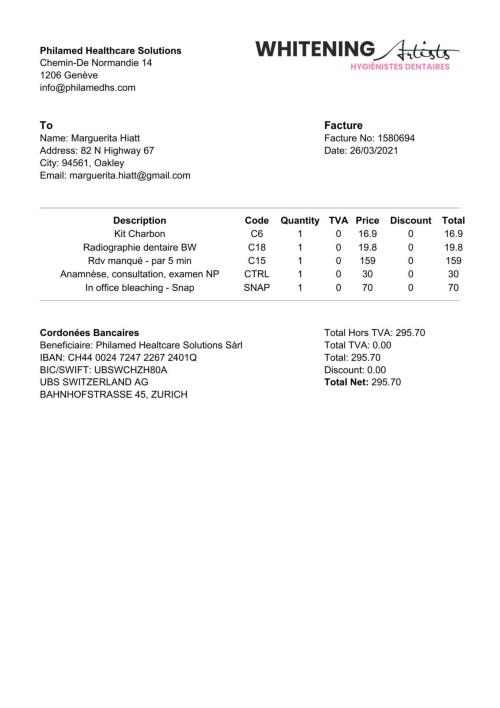 Philamed Healthcare Solutions
Chemin-De Normandie 14
1206 Genève
info@philamedhs.com
WHITENING Artists
HYGIÉNISTES DENTAIRES
To
Name: Marguerita Hiatt
Address: 82 N Highway 67
City: 94561, Oakley
Email: marguerita.hiatt@gmail.com
Facture
Facture No: 1580694
Date: 26/03/2021
Description Code Quantity TVA Price Discount Total
Kit Charbon C6 1 0 16.9 0 16.9
Radiographie dentaire BW C18 1 0 19.8 0 19.8
Rdv manqué - par 5 min C15 1 0 159 0 159
Anamnèse, consultation, examen NP CTRL 1 0 30 0 30
In office bleaching - Snap SNAP 1 0 70 0 70
Cordonées Bancaires
Beneficiaire: Philamed Healtcare Solutions Sàrl
IBAN: CH44 0024 7247 2267 2401Q
BIC/SWIFT: UBSWCHZH80A
UBS SWITZERLAND AG
BAHNHOFSTRASSE 45, ZURICH
Total Hors TVA: 295.70
Total TVA: 0.00
Total: 295.70
Discount: 0.00
Total Net: 295.70